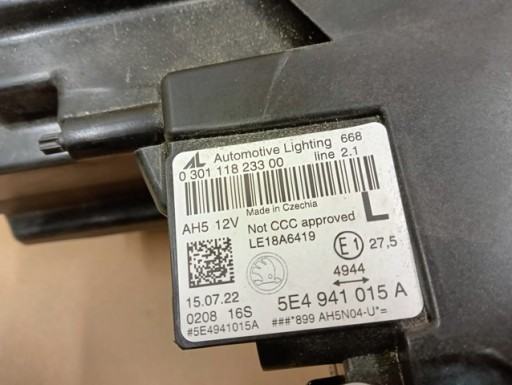 AL Automotive Lighting 668
0 301 118 233 00 line 2.1
Made in Czechia
AH5 12V Not CCC approved L
LE18A6419
E1 27,5
4944
15.07.22 5E4 941 015 A
0208 16S
#5E4941015A ###*899 AH5N04-U*=